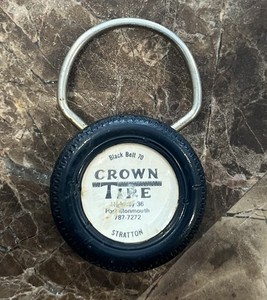 Black Belt 70
CROWN
TIRE
Highway 36
Port Monmouth
787-7272
STRATTON